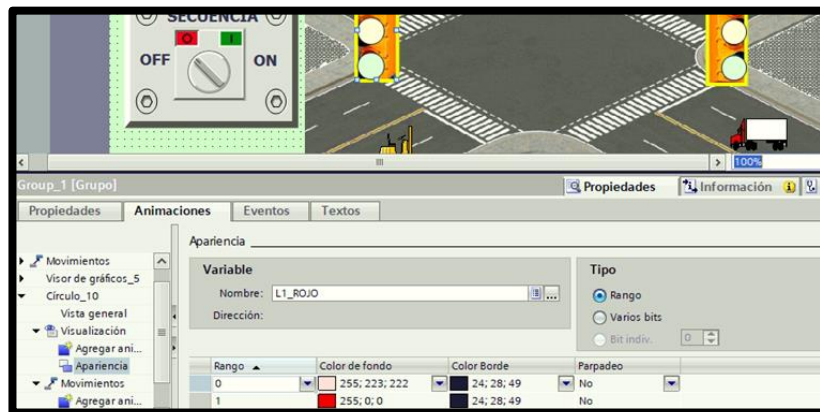 SECUENCIA
OFF ON
100%
Group_1 [Grupo]
Propiedades Información
Propiedades Animaciones Eventos Textos
Apariencia
Movimientos
Visor de gráficos_5
Círculo_10
Vista general
Visualización
Agregar ani...
Apariencia
Movimientos
Agregar ani...
Variable
Nombre: L1_ROJO
...
Dirección:
Tipo
Rango
Varios bits
Bit indiv. 0
Rango Color de fondo Color Borde Parpadeo
0 255; 223; 222 24; 28; 49 No
1 255; 0; 0 24; 28; 49 No